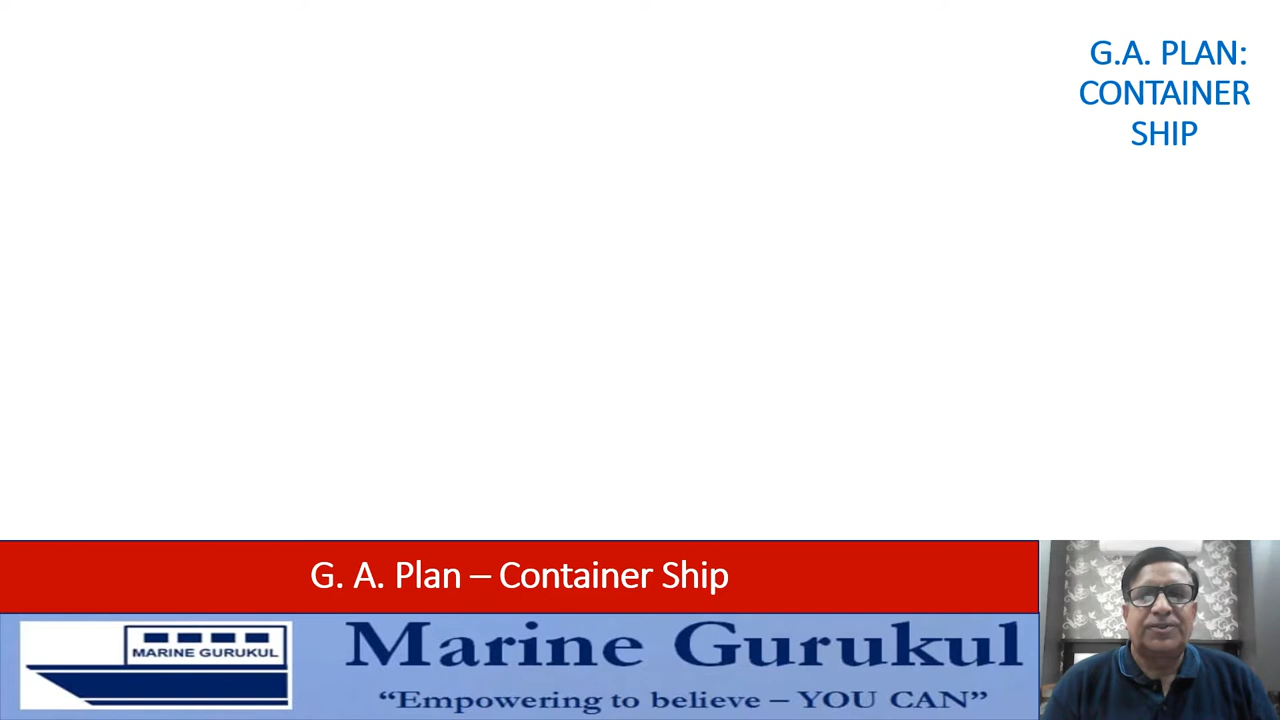 G.A. PLAN:
CONTAINER
SHIP
G. A. Plan – Container Ship
MARINE GURUKUL
Marine Gurukul
“Empowering to believe – YOU CAN”